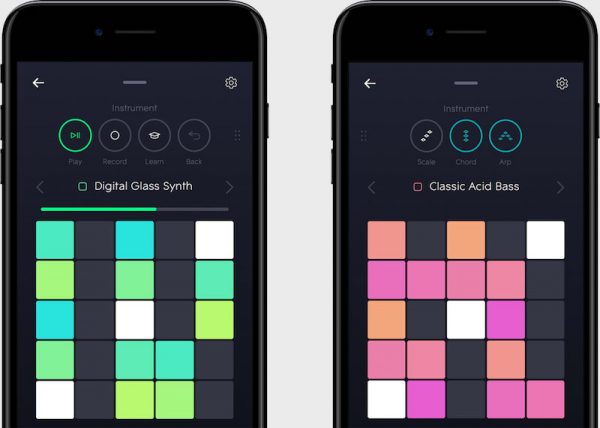 Instrument
Play Record Learn Back
Digital Glass Synth
Instrument
Scale Chord Arp
Classic Acid Bass